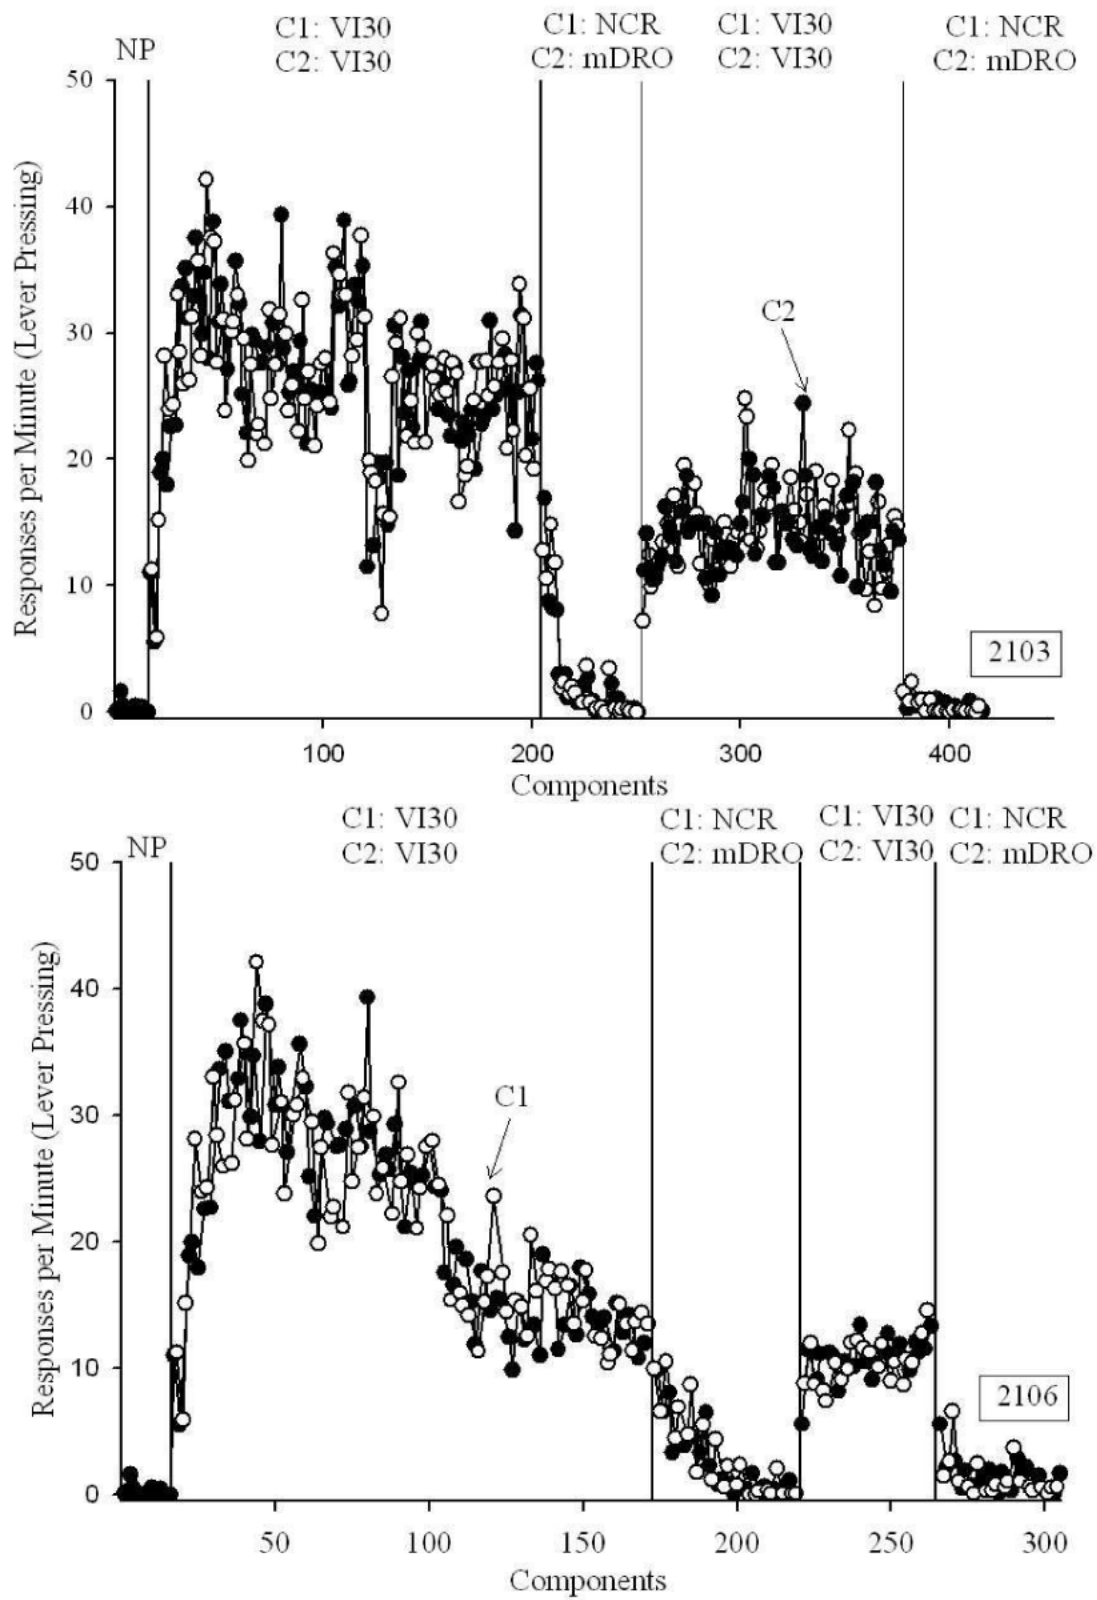 C1: VI30
C2: VI30
C1: NCR
C2: mDRO
C1: VI30
C2: VI30
C1: NCR
C2: mDRO
NP
50
40
30
20
10
0
Responses per Minute (Lever Pressing)
C2
2103
100
200
300
400
Components
C1: VI30
C2: VI30
C1: NCR
C2: mDRO
C1: VI30
C2: VI30
C1: NCR
C2: mDRO
NP
50
40
30
20
10
0
Responses per Minute (Lever Pressing)
C1
2106
50
100
150
200
250
300
Components